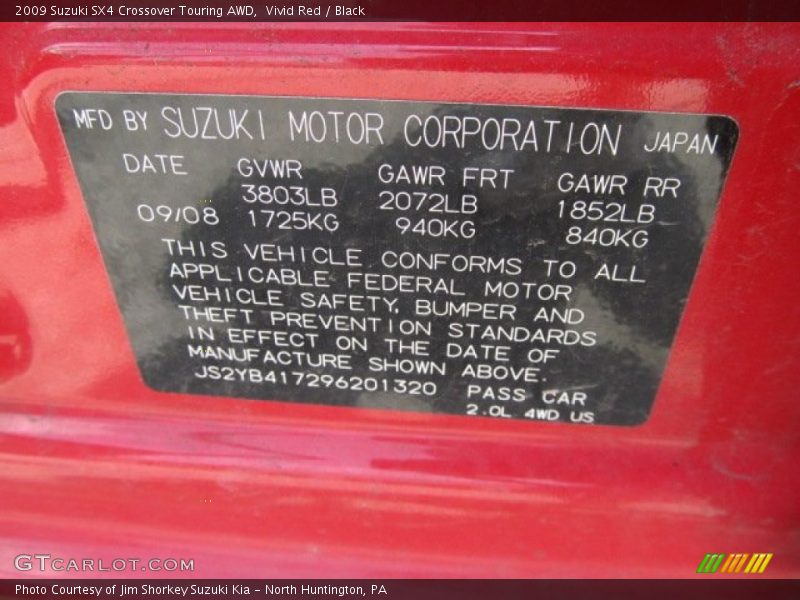 2009 Suzuki SX4 Crossover Touring AWD, Vivid Red / Black
MFD BY SUZUKI MOTOR CORPORATION JAPAN
DATE GVWR GAWR FRT GAWR RR
3803LB 2072LB 1852LB
09/08 1725KG 940KG 840KG
THIS VEHICLE CONFORMS TO ALL
APPLICABLE FEDERAL MOTOR
VEHICLE SAFETY, BUMPER AND
THEFT PREVENTION STANDARDS
IN EFFECT ON THE DATE OF
MANUFACTURE SHOWN ABOVE.
JS2YB417296201320 PASS CAR
2.0L 4WD US
GTCARLOT.COM
Photo Courtesy of Jim Shorkey Suzuki Kia - North Huntington, PA